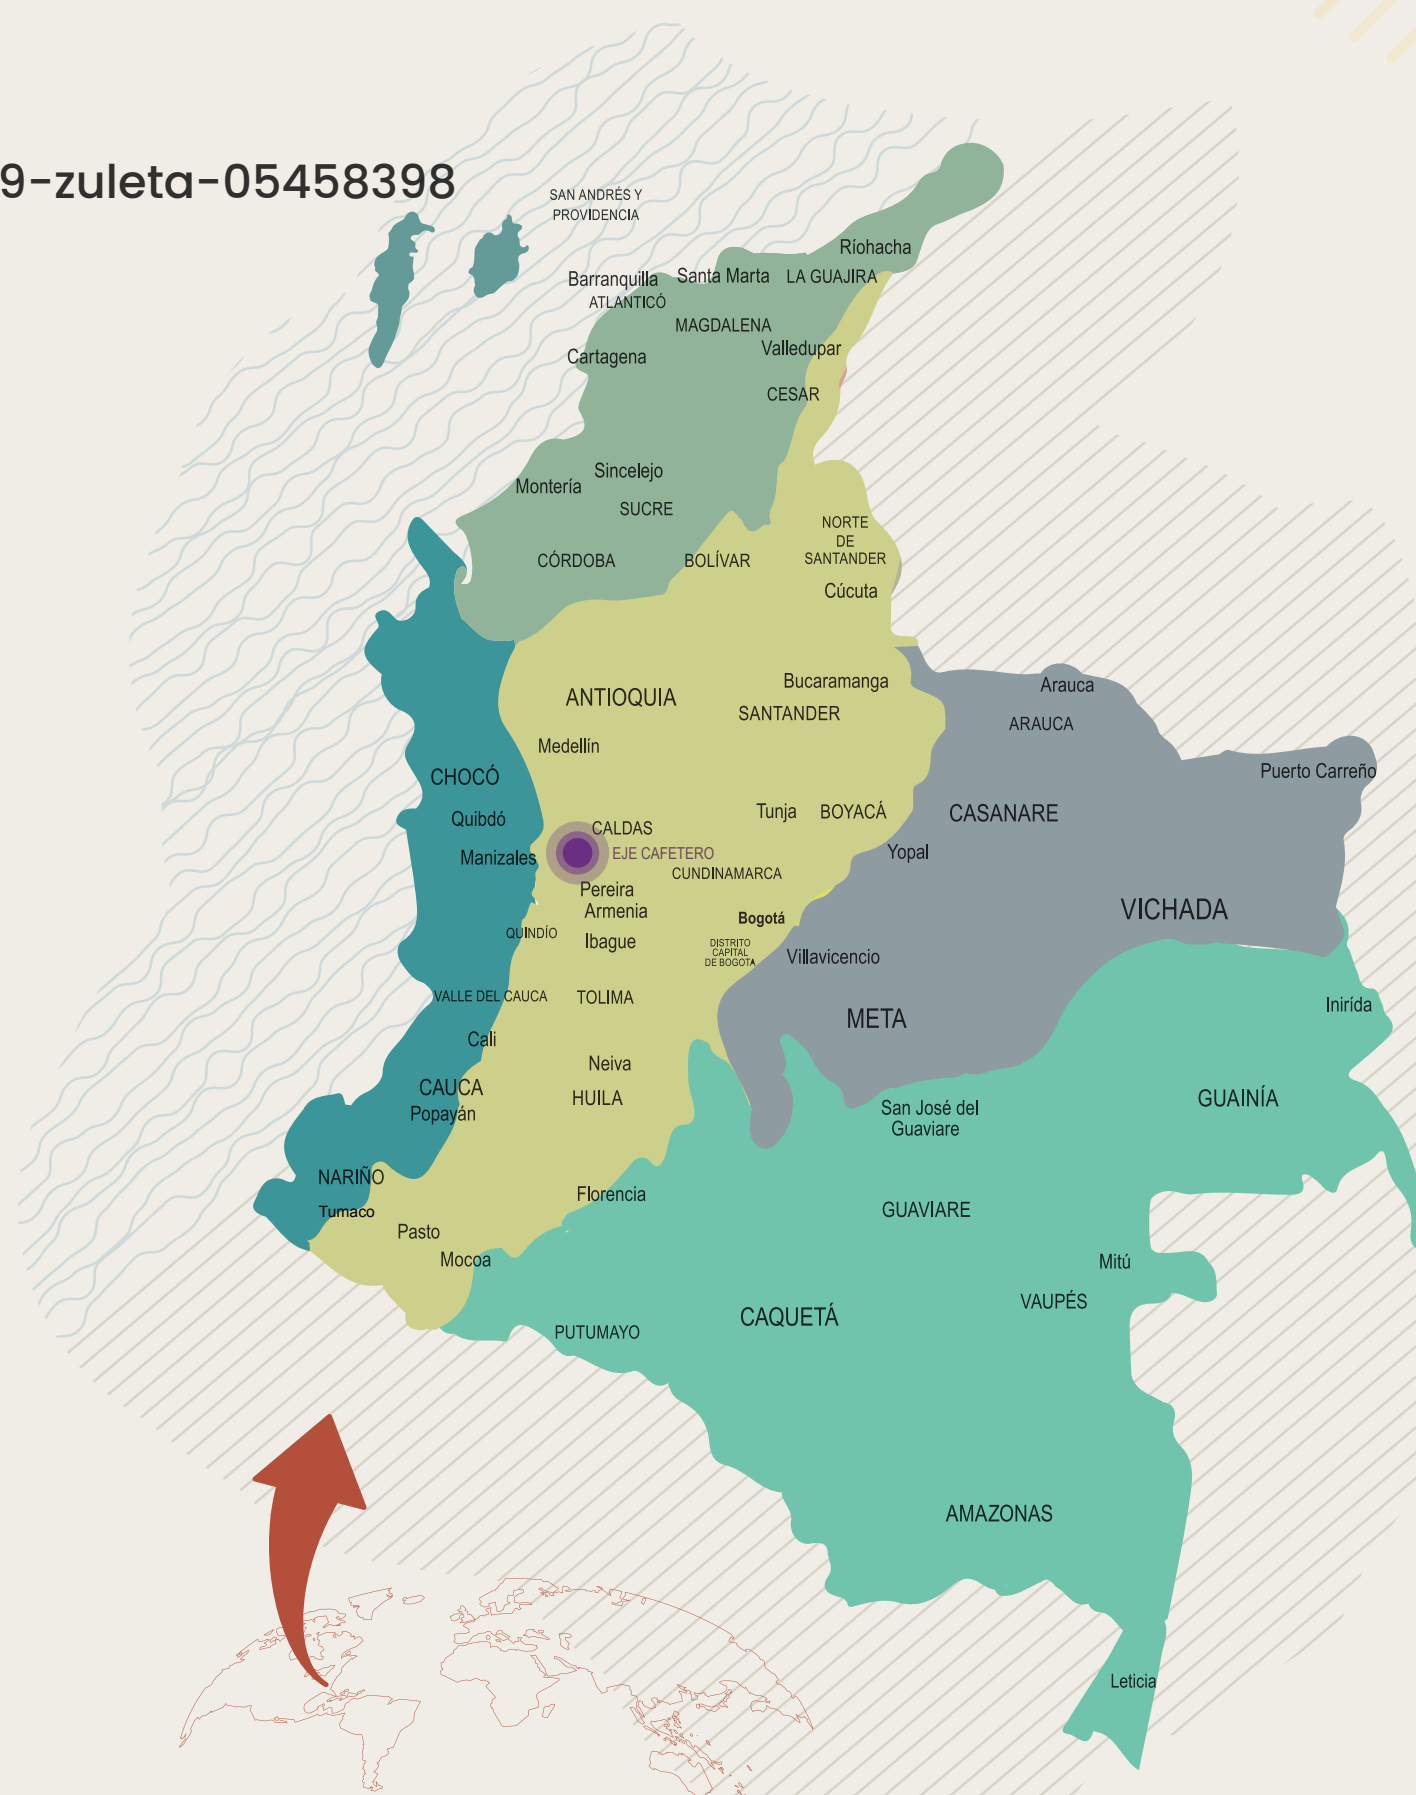 9-zuleta-05458398
SAN ANDRÉS Y
PROVIDENCIA
Ríohacha
Barranquilla
Santa Marta
LA GUAJIRA
ATLANTICÓ
MAGDALENA
Valledupar
Cartagena
CESAR
Sincelejo
Montería
SUCRE
NORTE
DE
SANTANDER
CÓRDOBA
BOLÍVAR
Cúcuta
Bucaramanga
Arauca
ANTIOQUIA
SANTANDER
ARAUCA
Medellín
CHOCÓ
Puerto Carreño
Tunja
BOYACÁ
CASANARE
Quibdó
CALDAS
Manizales
EJE CAFETERO
Yopal
CUNDINAMARCA
Pereira
Armenia
VICHADA
Bogotá
QUINDÍO
Ibague
DISTRITO
CAPITAL
DE BOGOTÁ
Villavicencio
VALLE DEL CAUCA
TOLIMA
Inirída
META
Cali
Neiva
CAUCA
HUILA
GUAINÍA
Popayán
San José del
Guaviare
NARIÑO
Florencia
Tumaco
GUAVIARE
Pasto
Mocoa
Mitú
VAUPÉS
CAQUETÁ
PUTUMAYO
AMAZONAS
Leticia